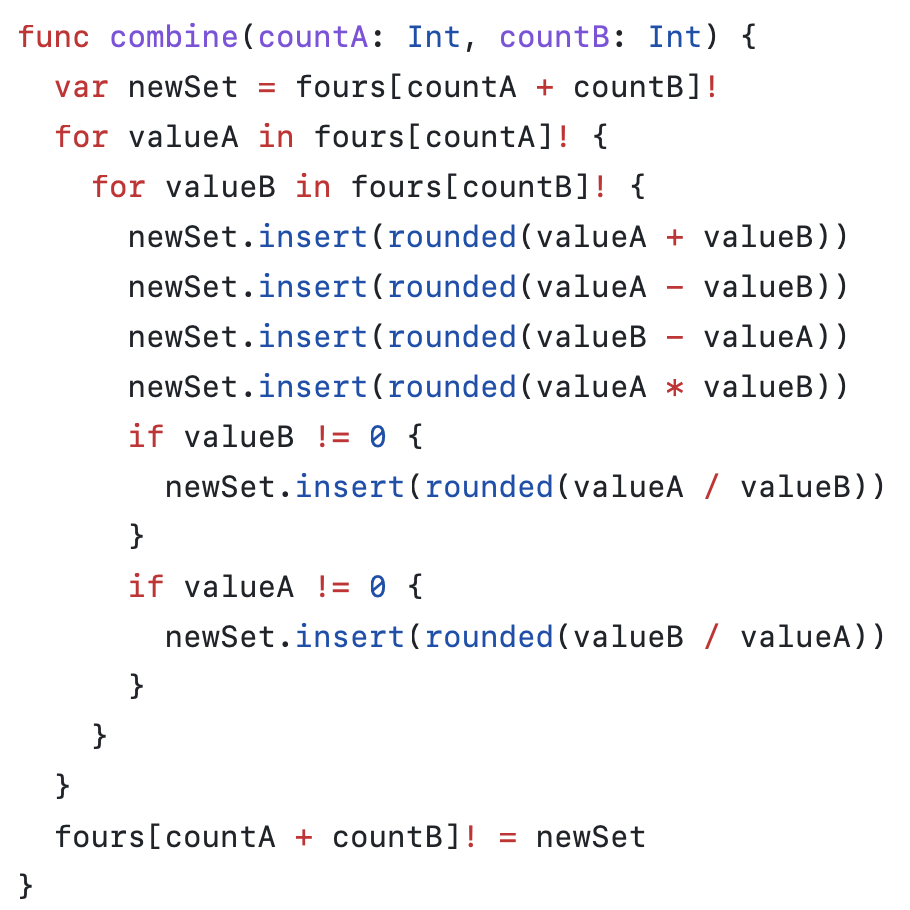 func combine(countA: Int, countB: Int) {
  var newSet = fours[countA + countB]!
  for valueA in fours[countA]! {
    for valueB in fours[countB]! {
      newSet.insert(rounded(valueA + valueB))
      newSet.insert(rounded(valueA - valueB))
      newSet.insert(rounded(valueB - valueA))
      newSet.insert(rounded(valueA * valueB))
      if valueB != 0 {
        newSet.insert(rounded(valueA / valueB))
      }
      if valueA != 0 {
        newSet.insert(rounded(valueB / valueA))
      }
    }
  }
  fours[countA + countB]! = newSet
}